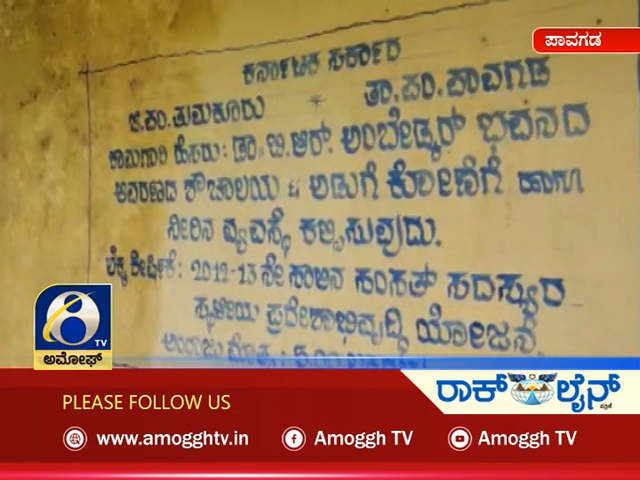 ಪಾವಗಡ
ಕರ್ನಾಟಕ ಸರ್ಕಾರ
ಜಿ.ಪಂ.ತುಮಕೂರು * ತಾ.ಪಂ.ಪಾವಗಡ
ಕಾಮಗಾರಿ ಹೆಸರು: ಡಾ. ಬಿ.ಆರ್. ಅಂಬೇಡ್ಕರ್ ಭವನದ
ಆವರಣದ ಶೌಚಾಲಯ & ಅಡುಗೆ ಕೋಣೆಗೆ ಹಾಗೂ
ನೀರಿನ ವ್ಯವಸ್ಥೆ ಕಲ್ಪಿಸುವುದು.
ಲೆಕ್ಕ ಶೀರ್ಷಿಕೆ: 2012-13 ನೇ ಸಾಲಿನ ಸಂಸತ್ ಸದಸ್ಯರ
ಸ್ಥಳೀಯ ಪ್ರದೇಶಾಭಿವೃದ್ಧಿ ಯೋಜನೆ.
ಅಂದಾಜು ಮೊತ್ತ:
TV
ಅಮೋಘ್
PLEASE FOLLOW US
ರಾಕ್ ಲೈನ್
www.amogghtv.in Amoggh TV Amoggh TV